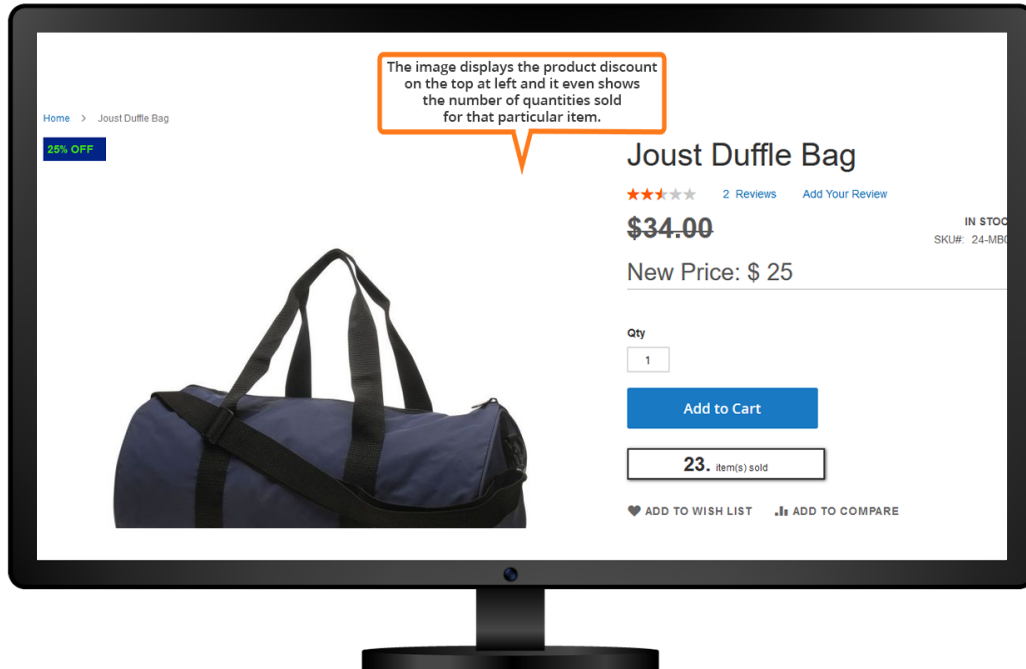 The image displays the product discount
on the top at left and it even shows
the number of quantities sold
for that particular item.
Home > Joust Duffle Bag
25% OFF
Joust Duffle Bag
2 Reviews Add Your Review
$34.00
IN STOC
SKU#: 24-MB0
New Price: $ 25
Qty
1
Add to Cart
23. item(s) sold
ADD TO WISH LIST ADD TO COMPARE